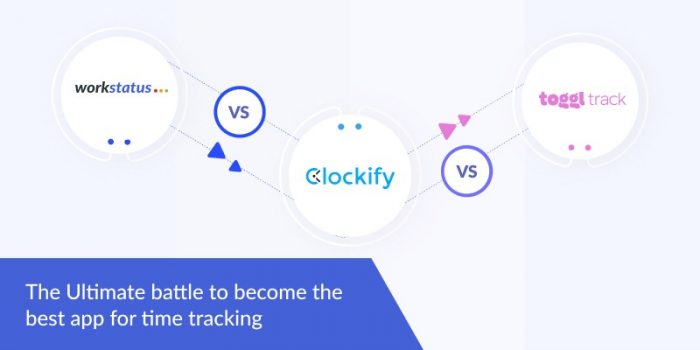 workstatus...
VS
Clockify
VS
toggl track
The Ultimate battle to become the
best app for time tracking